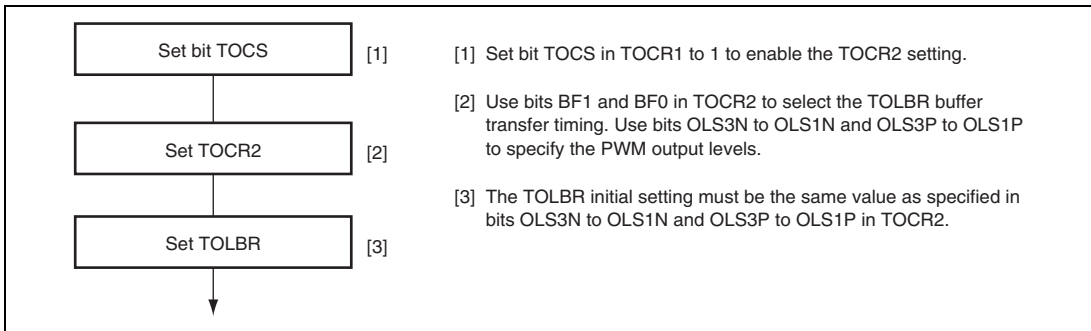 Set bit TOCS
[1]
[1] Set bit TOCS in TOCR1 to 1 to enable the TOCR2 setting.
[2] Use bits BF1 and BF0 in TOCR2 to select the TOLBR buffer
transfer timing. Use bits OLS3N to OLS1N and OLS3P to OLS1P
to specify the PWM output levels.
Set TOCR2
[2]
[3] The TOLBR initial setting must be the same value as specified in
bits OLS3N to OLS1N and OLS3P to OLS1P in TOCR2.
Set TOLBR
[3]